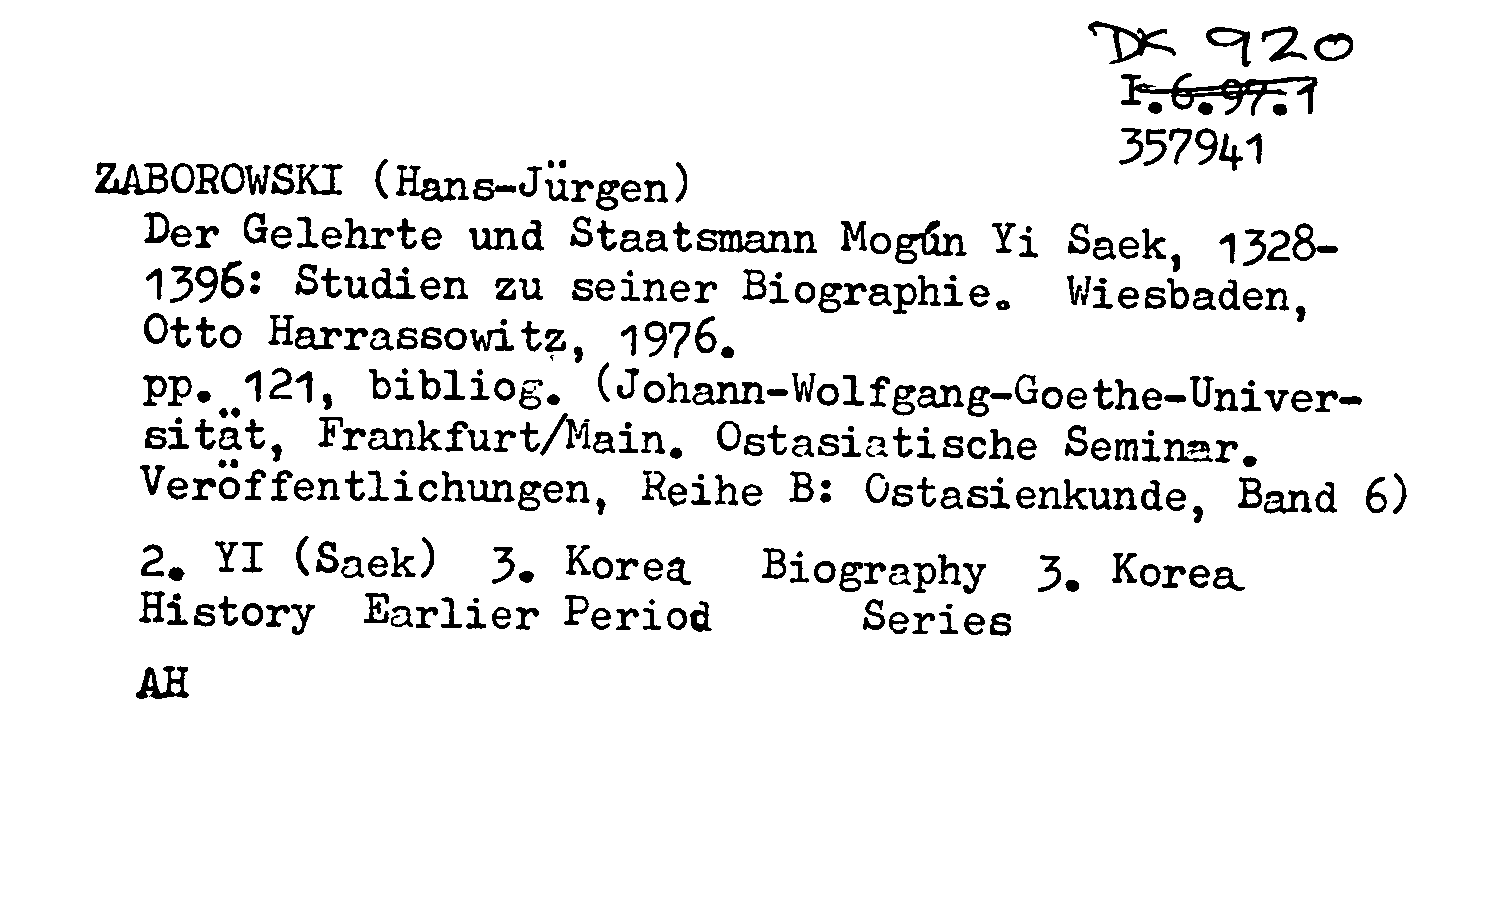 DK 920
I.6.97.1
357941
ZABOROWSKI (Hans-Jürgen)
Der Gelehrte und Staatsmann Mogŭn Yi Saek, 1328-
1396: Studien zu seiner Biographie. Wiesbaden,
Otto Harrassowitz, 1976.
pp. 121, bibliog. (Johann-Wolfgang-Goethe-Univer-
sität, Frankfurt/Main. Ostasiatische Seminar.
Veröffentlichungen, Reihe B: Ostasienkunde, Band 6)
2. YI (Saek) 3. Korea Biography 3. Korea
History Earlier Period Series
AH